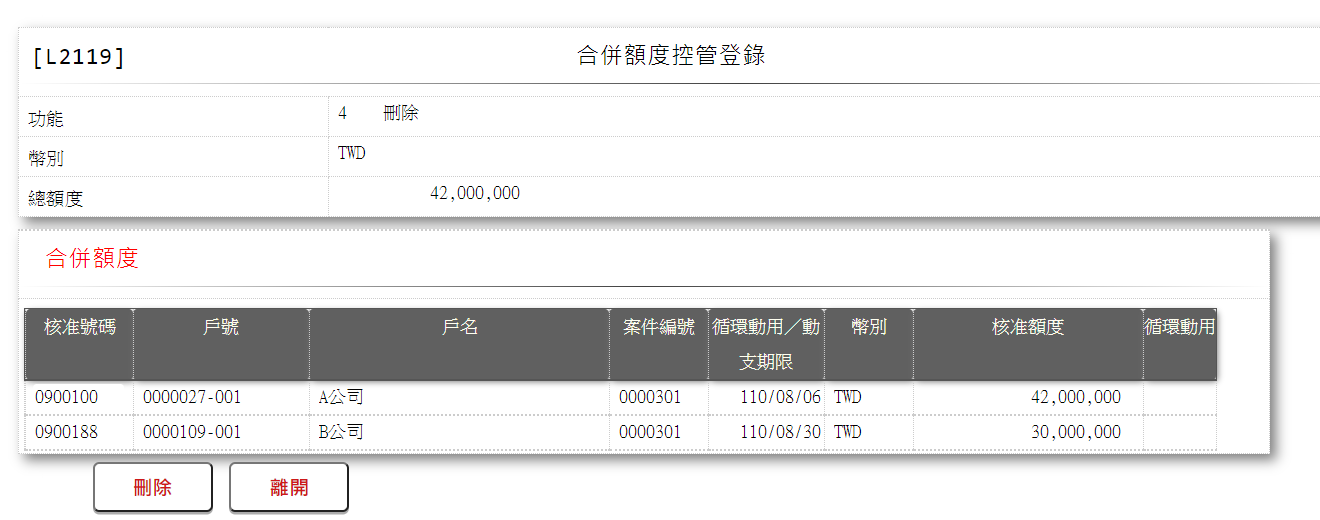 [L2119] 合併額度控管登錄
功能 4 刪除
幣別 TWD
總額度 42,000,000
合併額度
核准號碼 戶號 戶名 案件編號 循環動用／動支期限 幣別 核准額度 循環動用
0900100 0000027-001 A公司 0000301 110/08/06 TWD 42,000,000
0900188 0000109-001 B公司 0000301 110/08/30 TWD 30,000,000
刪除 離開